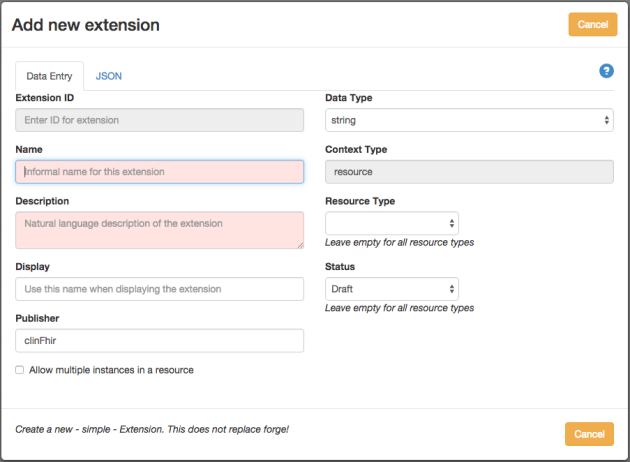 Add new extension
Cancel
Data Entry
JSON
?
Extension ID
Enter ID for extension
Name
Informal name for this extension
Description
Natural language description of the extension
Display
Use this name when displaying the extension
Publisher
clinFhir
Allow multiple instances in a resource
Data Type
string
Context Type
resource
Resource Type
Leave empty for all resource types
Status
Draft
Leave empty for all resource types
Create a new - simple - Extension. This does not replace forge!
Cancel